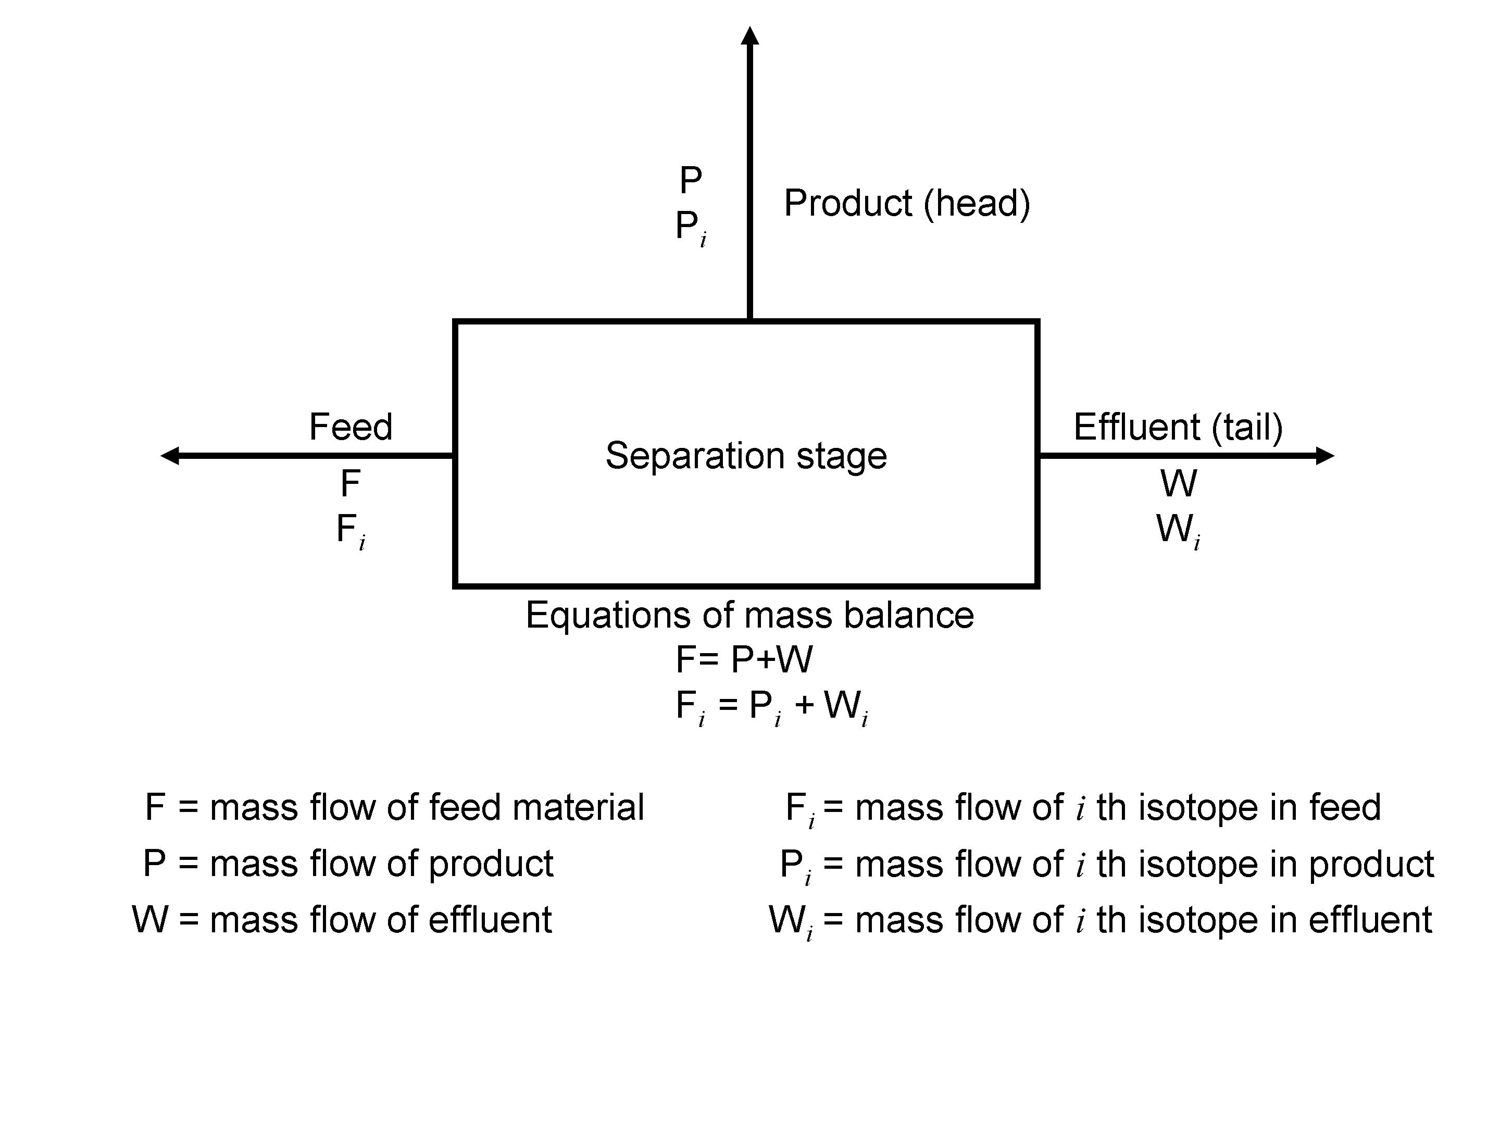 P
P𝑖
Product (head)
Feed
F
F𝑖
Separation stage
Effluent (tail)
W
W𝑖
Equations of mass balance
F= P+W
F𝑖 = P𝑖 + W𝑖
F = mass flow of feed material
P = mass flow of product
W = mass flow of effluent
F𝑖 = mass flow of 𝑖 th isotope in feed
P𝑖 = mass flow of 𝑖 th isotope in product
W𝑖 = mass flow of 𝑖 th isotope in effluent